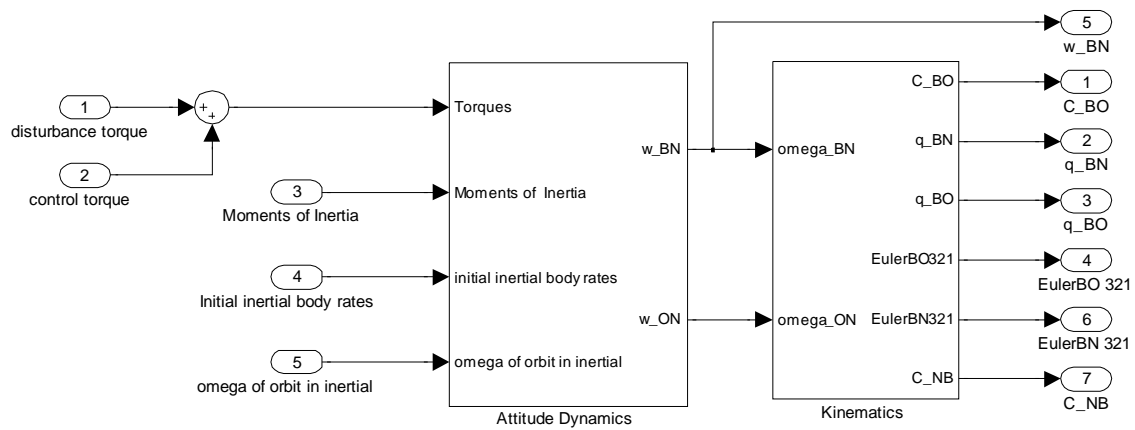 1
disturbance torque
2
control torque
+
+
3
Moments of Inertia
4
Initial inertial body rates
5
omega of orbit in inertial
Torques
Moments of Inertia
initial inertial body rates
omega of orbit in inertial
w_BN
w_ON
Attitude Dynamics
omega_BN
omega_ON
C_BO
q_BN
q_BO
EulerBO321
EulerBN321
C_NB
Kinematics
5
w_BN
1
C_BO
2
q_BN
3
q_BO
4
EulerBO 321
6
EulerBN 321
7
C_NB